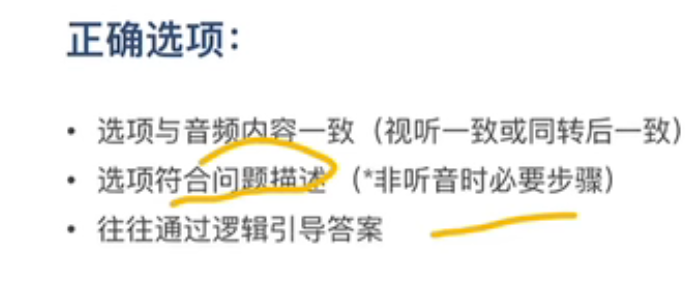 正确选项：
• 选项与音频内容一致（视听一致或同转后一致）
• 选项符合问题描述（*非听音时必要步骤）
• 往往通过逻辑引导答案